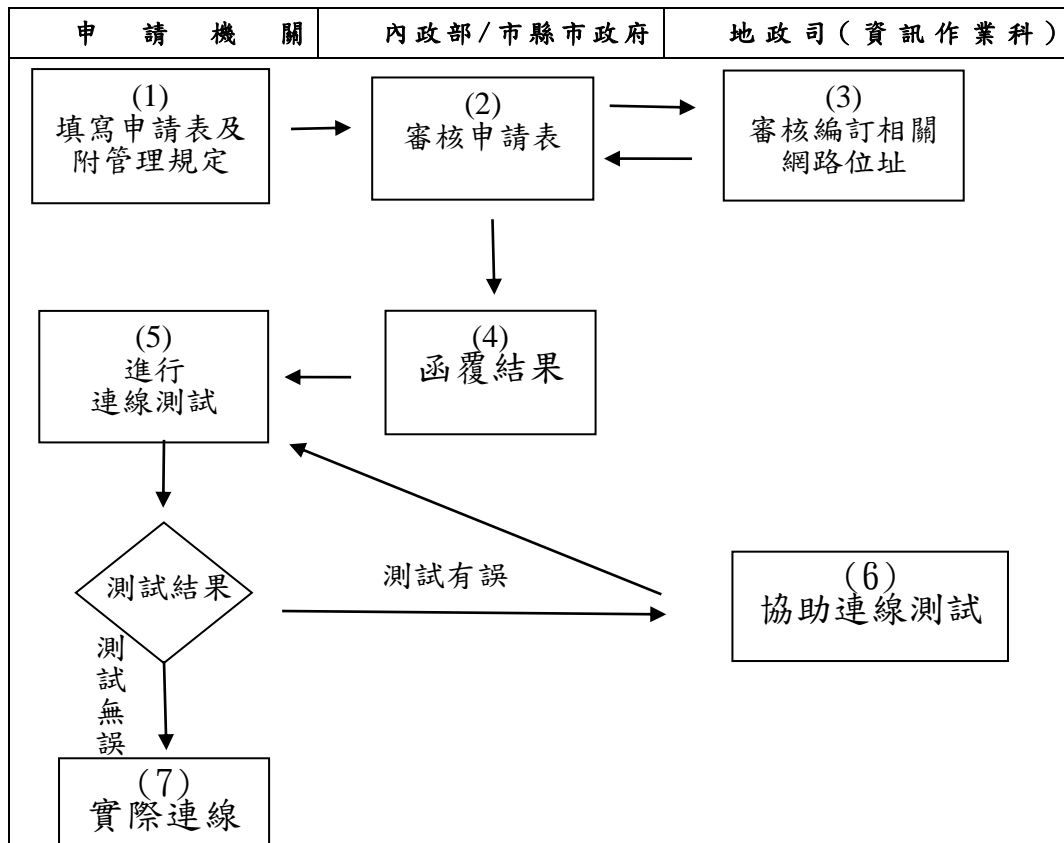 申請機關
內政部/市縣市政府
地政司(資訊作業科)
(1)
填寫申請表及
附管理規定
(2)
審核申請表
(3)
審核編訂相關
網路位址
(4)
函覆結果
(5)
進行
連線測試
測試結果
測試有誤
(6)
協助連線測試
測
試
無
誤
(7)
實際連線